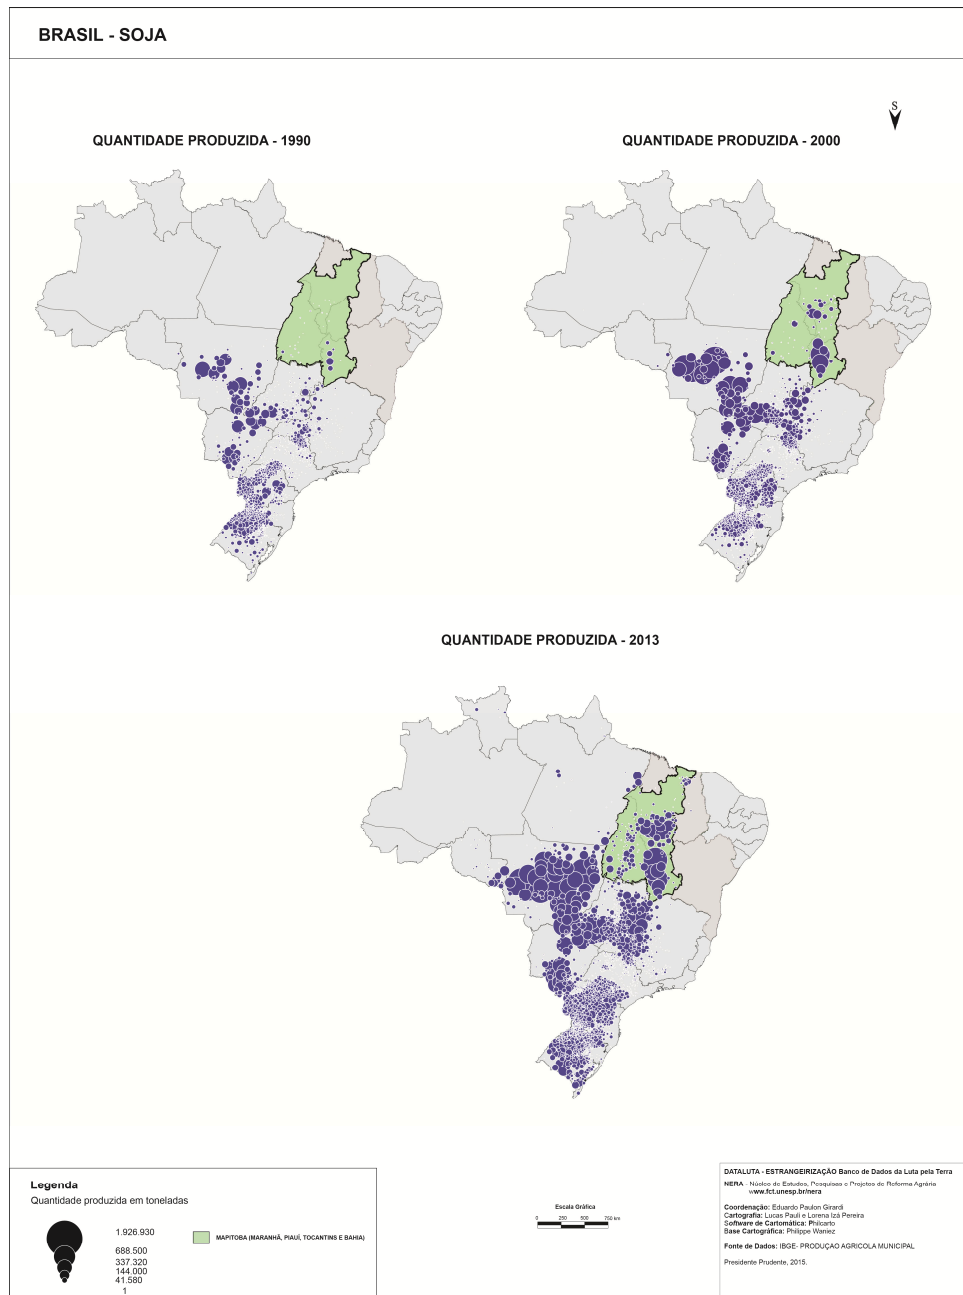 BRASIL - SOJA
S
QUANTIDADE PRODUZIDA - 1990
QUANTIDADE PRODUZIDA - 2000
QUANTIDADE PRODUZIDA - 2013
Legenda
Quantidade produzida em toneladas
1.926.930
688.500
337.320
144.000
41.580
1
MAPITOBA (MARANHÃ, PIAUÍ, TOCANTINS E BAHIA)
Escala Gráfica
0 250 500 750 km
DATALUTA - ESTRANGEIRIZAÇÃO Banco de Dados da Luta pela Terra
NERA - Núcleo de Estudos, Pesquisas e Projetos de Reforma Agrária
www.fct.unesp.br/nera
Coordenação: Eduardo Paulon Girardi
Cartografia: Lucas Pauli e Lorena Izá Pereira
Software de Cartomática: Philcarto
Base Cartográfica: Philippe Waniez
Fonte de Dados: IBGE- PRODUÇAO AGRICOLA MUNICIPAL
Presidente Prudente, 2015.